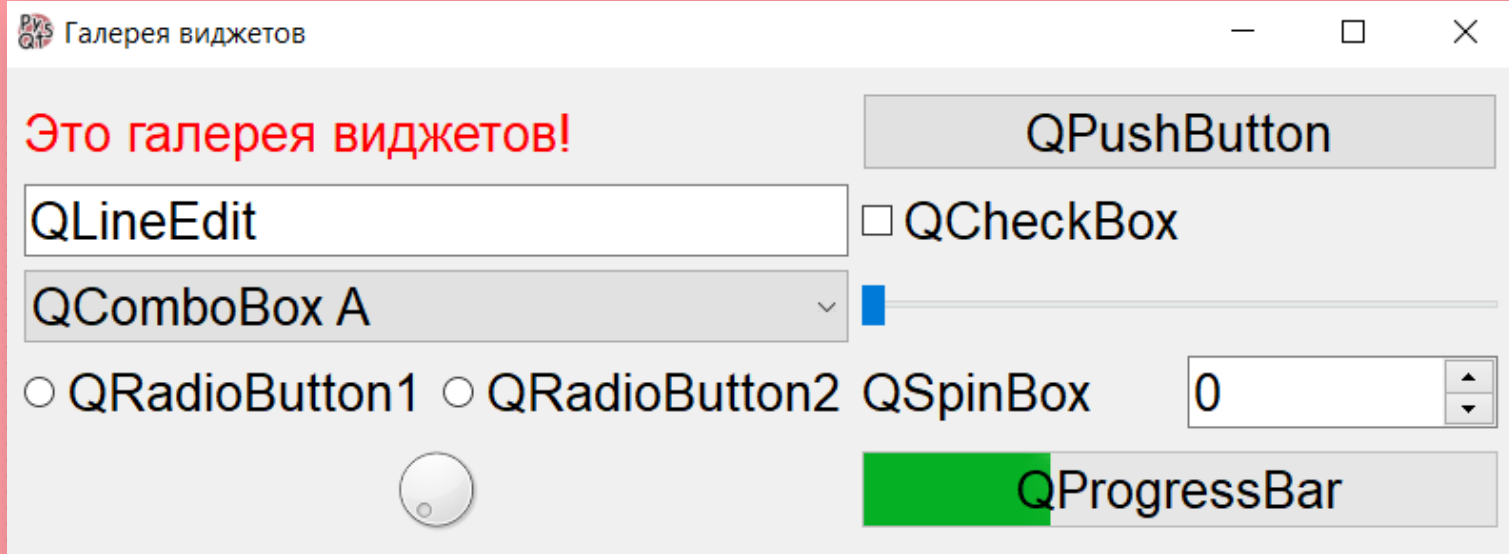 Галерея виджетов
Это галерея виджетов!
QPushButton
QLineEdit
QCheckBox
QComboBox A
QRadioButton1
QRadioButton2
QSpinBox
0
QProgressBar